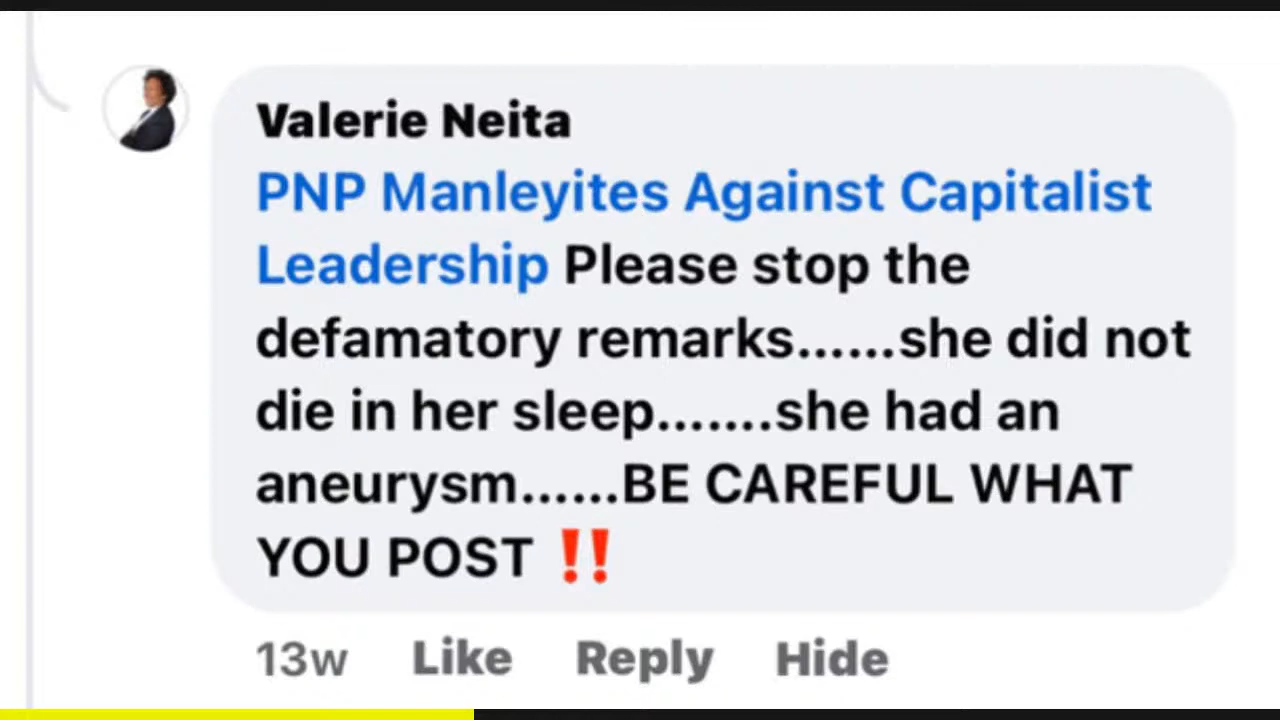 Valerie Neita
PNP Manleyites Against Capitalist
Leadership Please stop the
defamatory remarks......she did not
die in her sleep.......she had an
aneurysm......BE CAREFUL WHAT
YOU POST ‼️
13w Like Reply Hide